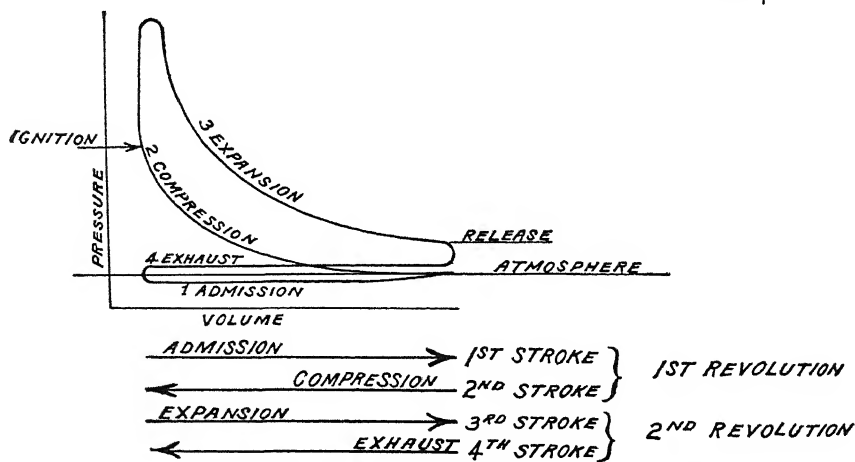 IGNITION
PRESSURE
2 COMPRESSION
3 EXPANSION
RELEASE
4 EXHAUST
ATMOSPHERE
1 ADMISSION
VOLUME
ADMISSION 1ST STROKE
COMPRESSION 2ND STROKE
1ST REVOLUTION
EXPANSION 3RD STROKE
EXHAUST 4TH STROKE
2ND REVOLUTION